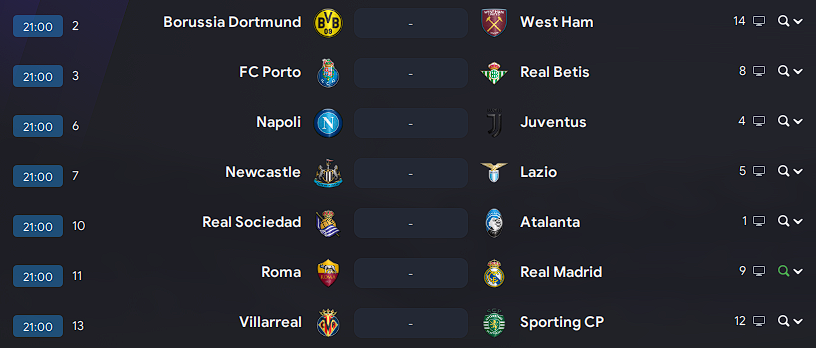 21:00 2 Borussia Dortmund - West Ham 14
21:00 3 FC Porto - Real Betis 8
21:00 6 Napoli - Juventus 4
21:00 7 Newcastle - Lazio 5
21:00 10 Real Sociedad - Atalanta 1
21:00 11 Roma - Real Madrid 9
21:00 13 Villarreal - Sporting CP 12